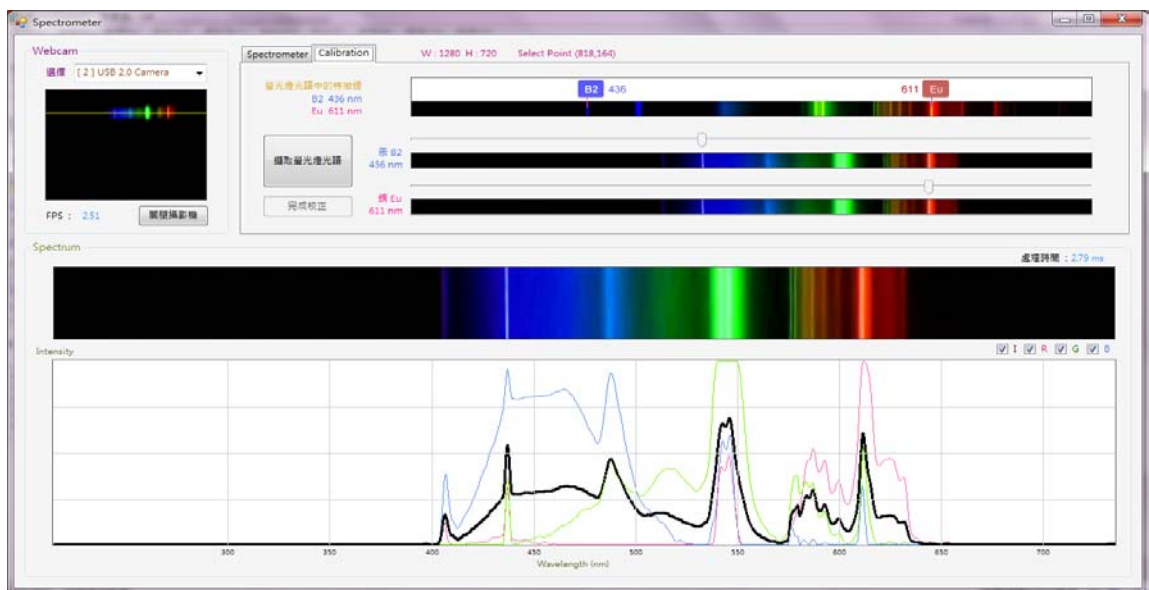 Spectrometer
Webcam
選擇 [ 2 ] USB 2.0 Camera
FPS : 2.51 關閉攝影機
Spectrometer Calibration W : 1280 H : 720 Select Point (818,164)
螢光燈光譜中的特徵標
B2 436 nm
Eu 611 nm
B2 436 611 Eu
擷取螢光燈光譜
汞 B2
436 nm
完成校正
銪 Eu
611 nm
Spectrum
處理時間 : 2.79 ms
Intensity
I R G B
300 350 400 450 500 550 600 650 700
Wavelength (nm)